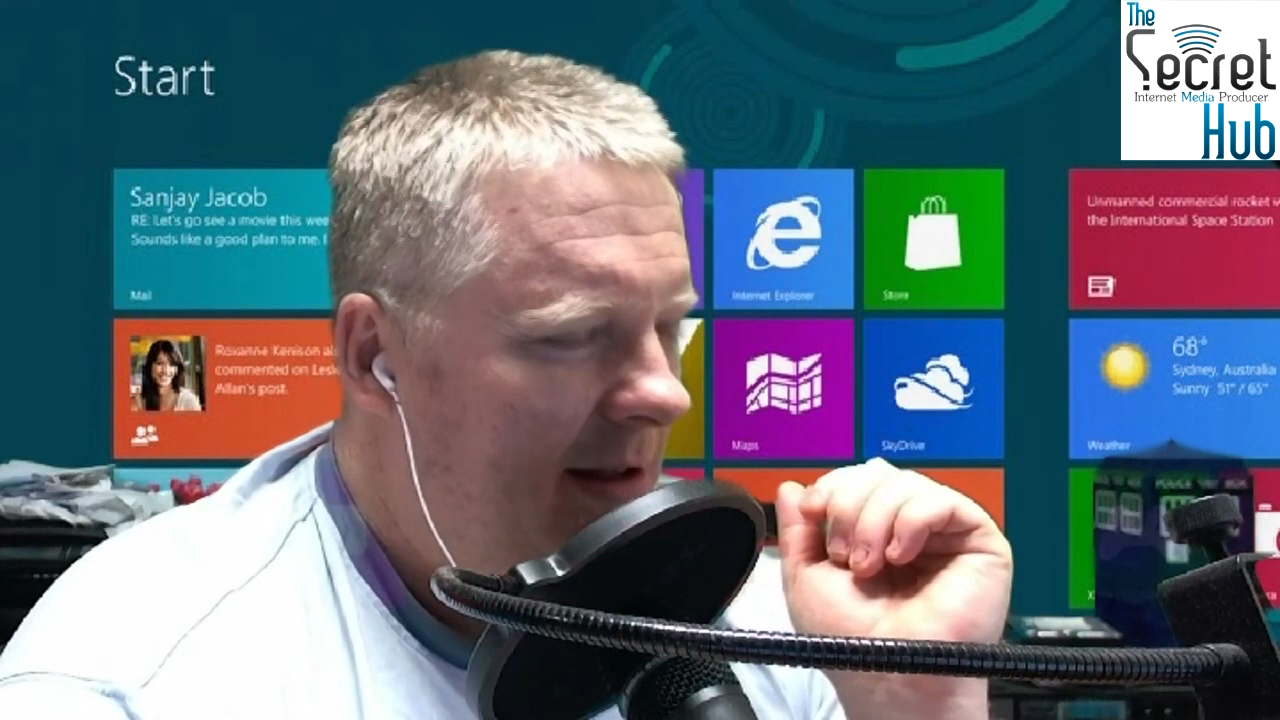 The
Secret
Internet Media Producer
Hub
Start
Sanjay Jacob
RE: Let's go see a movie this wee
Sounds like a good plan to me. I
Mail
Internet Explorer
Store
Unmanned commercial rocket w
the International Space Station
Roxanne Kenison al
commented on Lesl
Allan's post.
Maps
SkyDrive
68°
Sydney, Australia
Sunny 51° / 65°
Weather
POLICE BOX
X